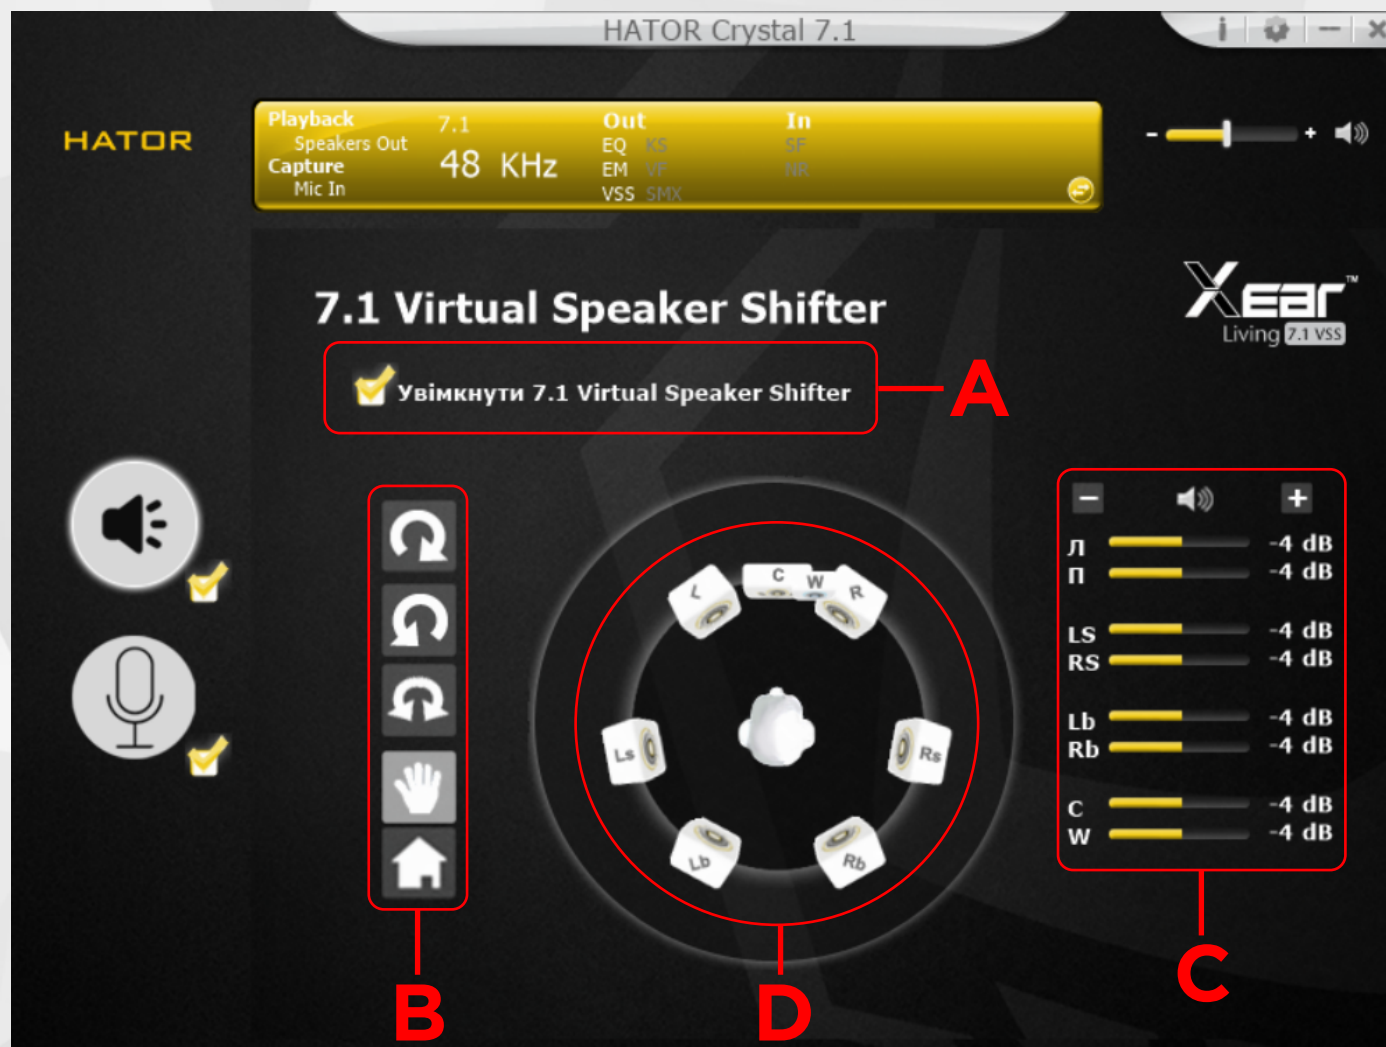 HATOR Crystal 7.1
HATOR
Playback 7.1 Out In
Speakers Out EQ KS SF
Capture 48 KHz EM VF NR
Mic In VSS SMX
- +
Xear™
Living 7.1 VSS
7.1 Virtual Speaker Shifter
Увімкнути 7.1 Virtual Speaker Shifter
A
L C W R
Ls Rs
Lb Rb
- +
Л -4 dB
П -4 dB
LS -4 dB
RS -4 dB
Lb -4 dB
Rb -4 dB
C -4 dB
W -4 dB
B D C